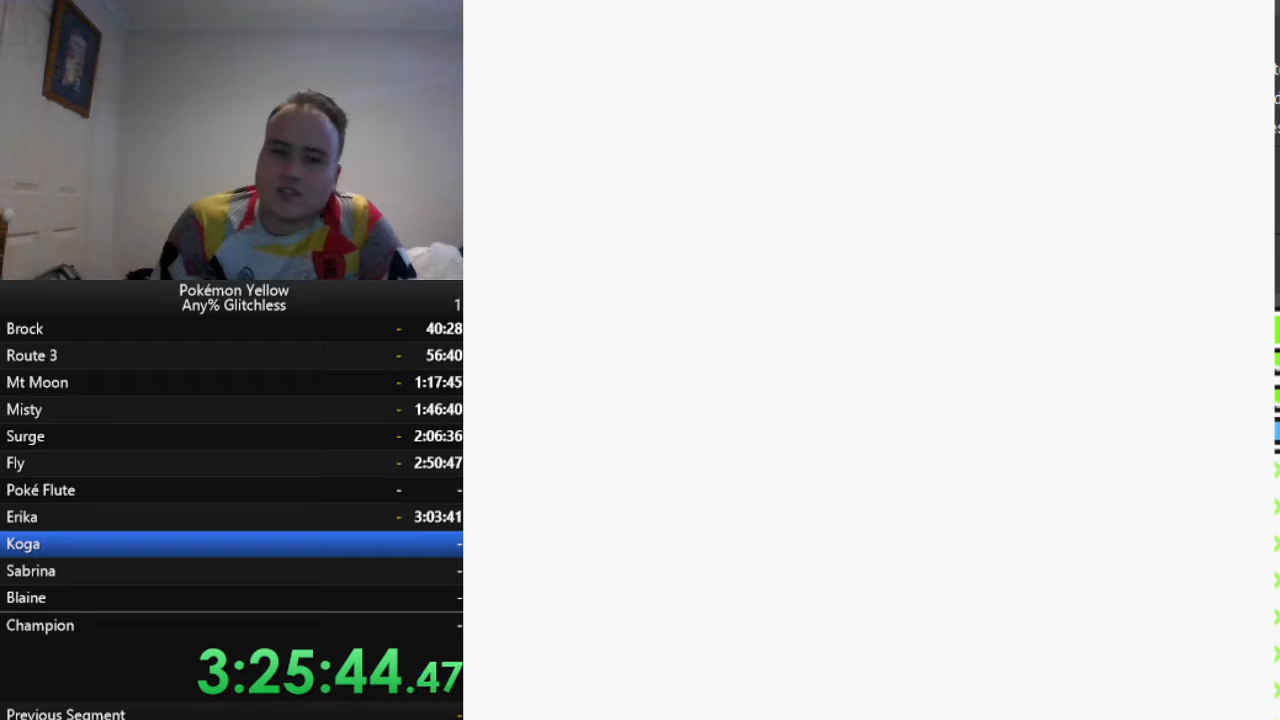 Pokémon Yellow
Any% Glitchless
1
Brock - 40:28
Route 3 - 56:40
Mt Moon - 1:17:45
Misty - 1:46:40
Surge - 2:06:36
Fly - 2:50:47
Poké Flute - -
Erika - 3:03:41
Koga -
Sabrina -
Blaine -
Champion -
3:25:44.47
Previous Segment -